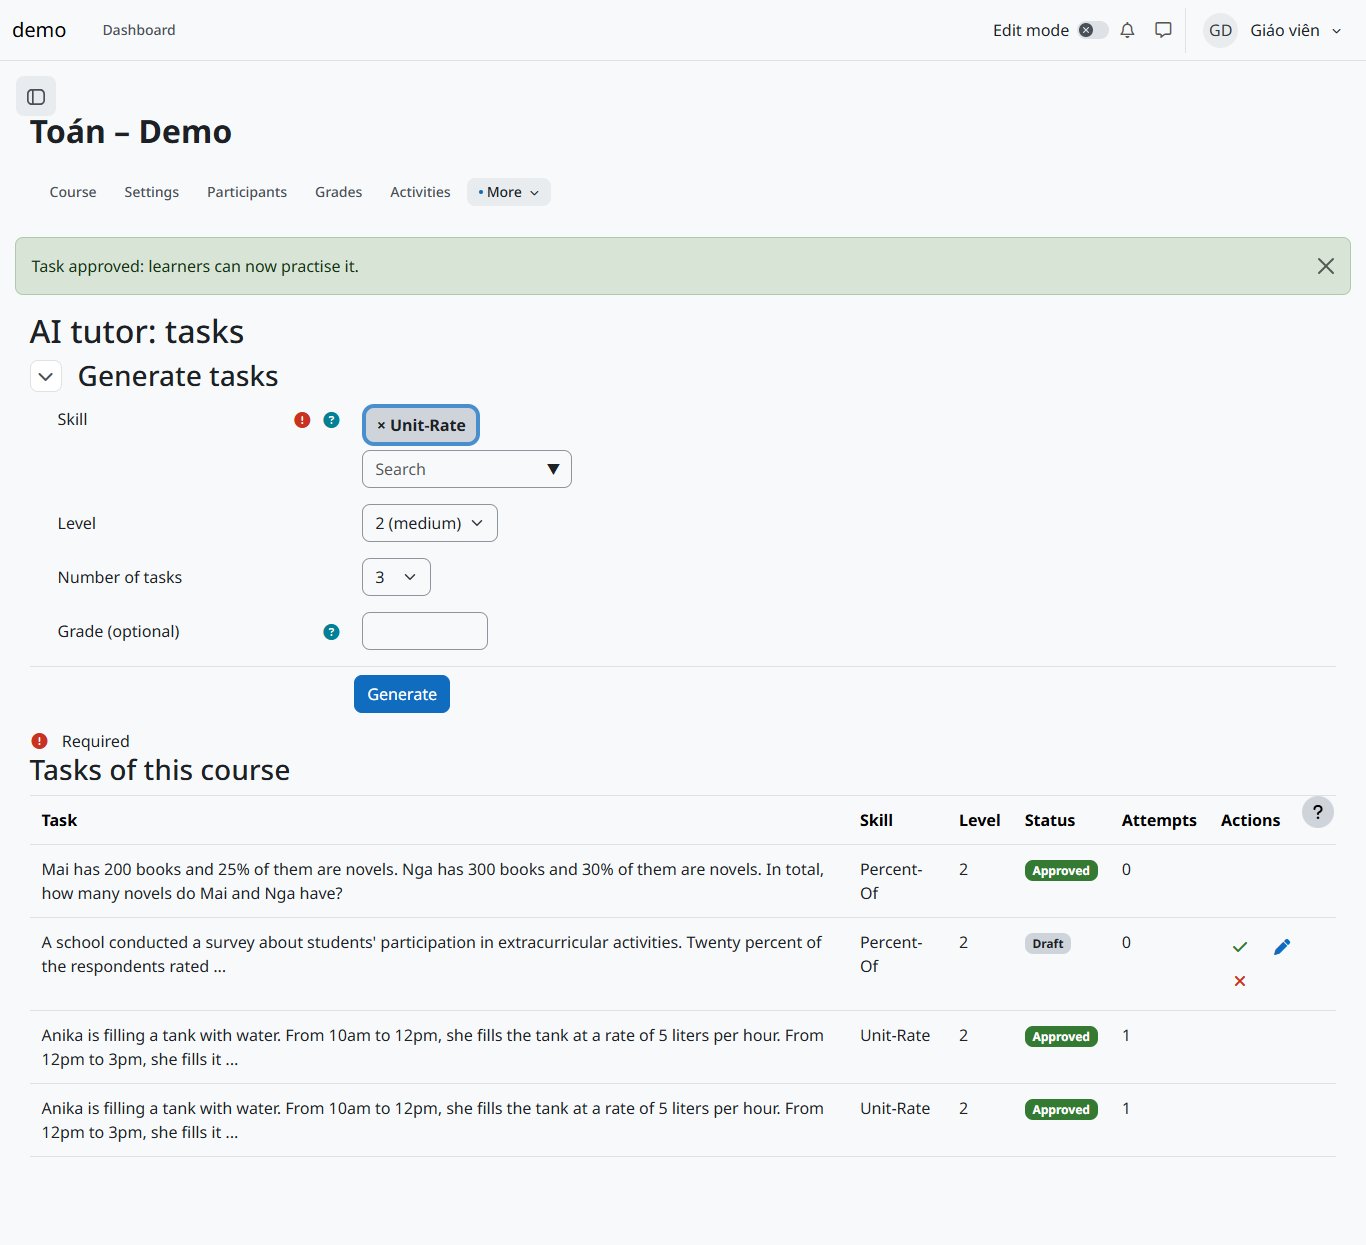 demo
Dashboard
Edit mode
GD
Giáo viên
Toán – Demo
Course
Settings
Participants
Grades
Activities
More
Task approved: learners can now practise it.
AI tutor: tasks
Generate tasks
Skill
× Unit-Rate
Search
Level
2 (medium)
Number of tasks
3
Grade (optional)
Generate
Required
Tasks of this course
Task Skill Level Status Attempts Actions
?
Mai has 200 books and 25% of them are novels. Nga has 300 books and 30% of them are novels. In total,
how many novels do Mai and Nga have?
Percent-
Of
2
Approved
0
A school conducted a survey about students' participation in extracurricular activities. Twenty percent of
the respondents rated ...
Percent-
Of
2
Draft
0
Anika is filling a tank with water. From 10am to 12pm, she fills the tank at a rate of 5 liters per hour. From
12pm to 3pm, she fills it ...
Unit-Rate
2
Approved
1
Anika is filling a tank with water. From 10am to 12pm, she fills the tank at a rate of 5 liters per hour. From
12pm to 3pm, she fills it ...
Unit-Rate
2
Approved
1